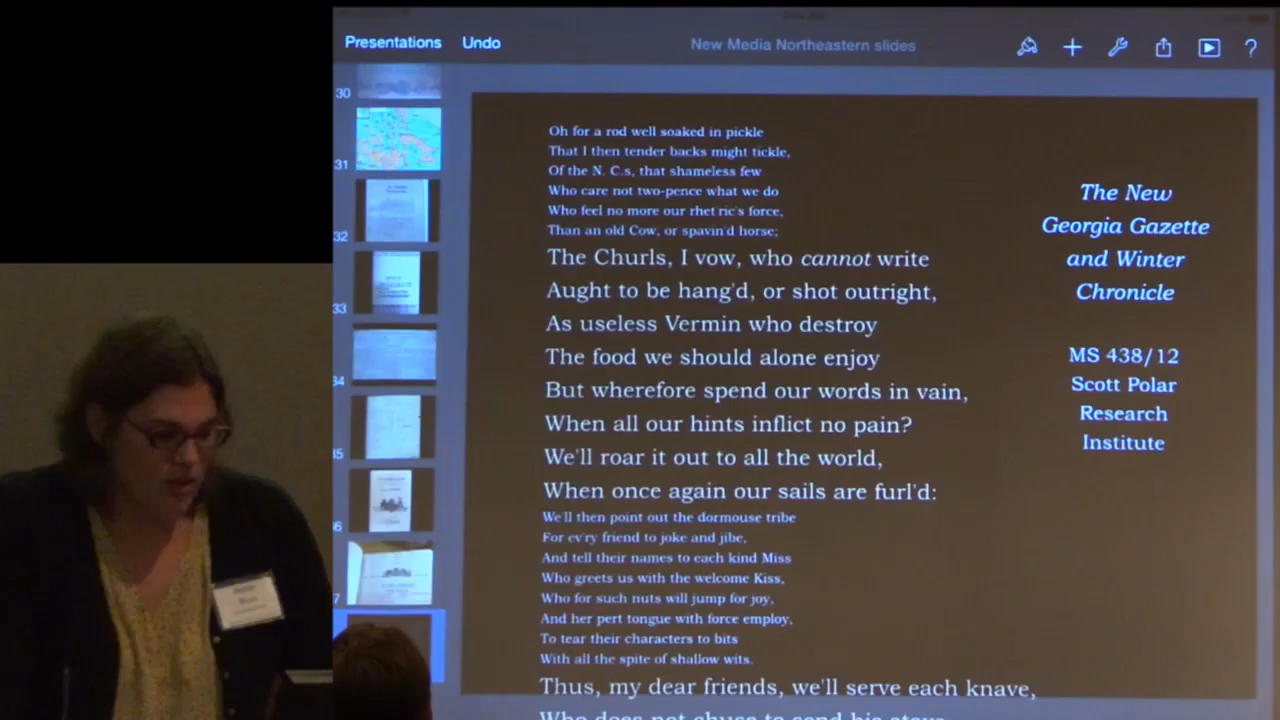 Presentations Undo New Media Northeastern slides ?
30
31
32
33
34
Oh for a rod well soaked in pickle
That I then tender backs might tickle,
Of the N. C.s, that shameless few
Who care not two-pence what we do
Who feel no more our rhet'ric's force,
Than an old Cow, or spavin'd horse;
The Churls, I vow, who cannot write
Aught to be hang'd, or shot outright,
As useless Vermin who destroy
The food we should alone enjoy
But wherefore spend our words in vain,
When all our hints inflict no pain?
We'll roar it out to all the world,
When once again our sails are furl'd:
We'll then point out the dormouse tribe
For ev'ry friend to joke and jibe,
And tell their names to each kind Miss
Who greets us with the welcome Kiss,
Who for such nuts will jump for joy,
And her pert tongue with force employ,
To tear their characters to bits
With all the spite of shallow wits.
Thus, my dear friends, we'll serve each knave,
Who does not chuse to send his stave
The New
Georgia Gazette
and Winter
Chronicle
MS 438/12
Scott Polar
Research
Institute